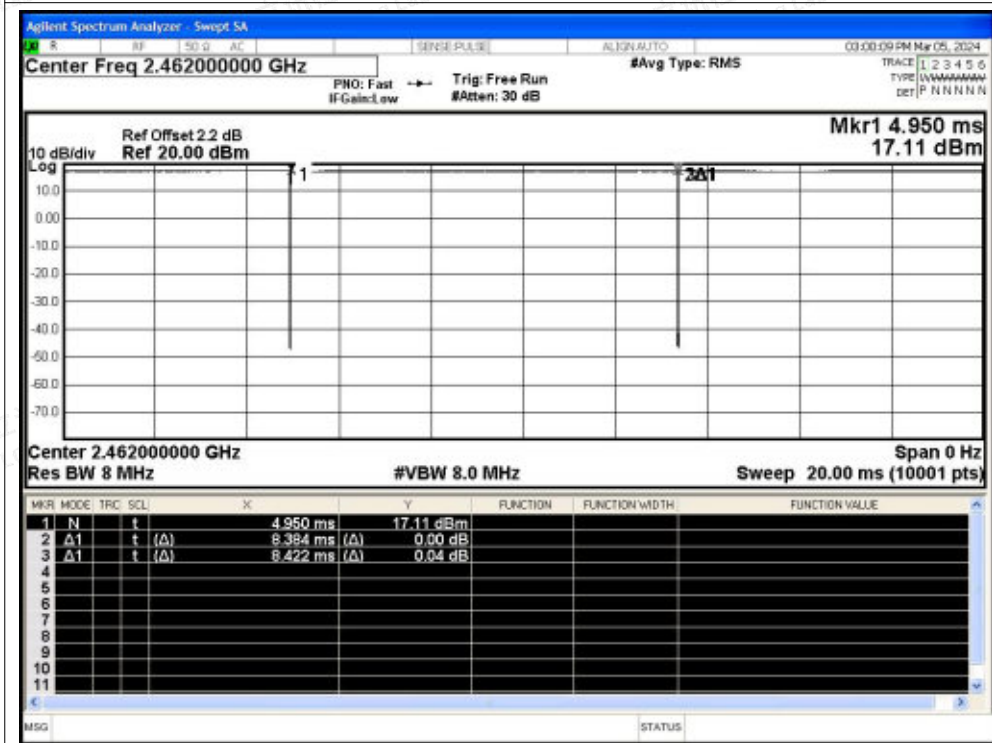 Agilent Spectrum Analyzer - Swept SA
R RF 50 Ω AC SENSE:PULSE ALIGN AUTO 03:00:09 PM Mar 05, 2024
Center Freq 2.462000000 GHz #Avg Type: RMS TRACE 1 2 3 4 5 6
PNO: Fast Trig: Free Run TYPE
IFGain:Low #Atten: 30 dB DET P N N N N N
Mkr1 4.950 ms
Ref Offset 2.2 dB
10 dB/div Ref 20.00 dBm 17.11 dBm
Log
1
10.0
0.00
-10.0
-20.0
-30.0
-40.0
-50.0
-60.0
-70.0
Center 2.462000000 GHz Span 0 Hz
Res BW 8 MHz #VBW 8.0 MHz Sweep 20.00 ms (10001 pts)
MKR MODE TRC SCL X Y FUNCTION FUNCTION WIDTH FUNCTION VALUE
1 N t 4.950 ms 17.11 dBm
2 Δ1 t (Δ) 8.384 ms (Δ) 0.00 dB
3 Δ1 t (Δ) 8.422 ms (Δ) 0.04 dB
4
5
6
7
8
9
10
11
MSG STATUS